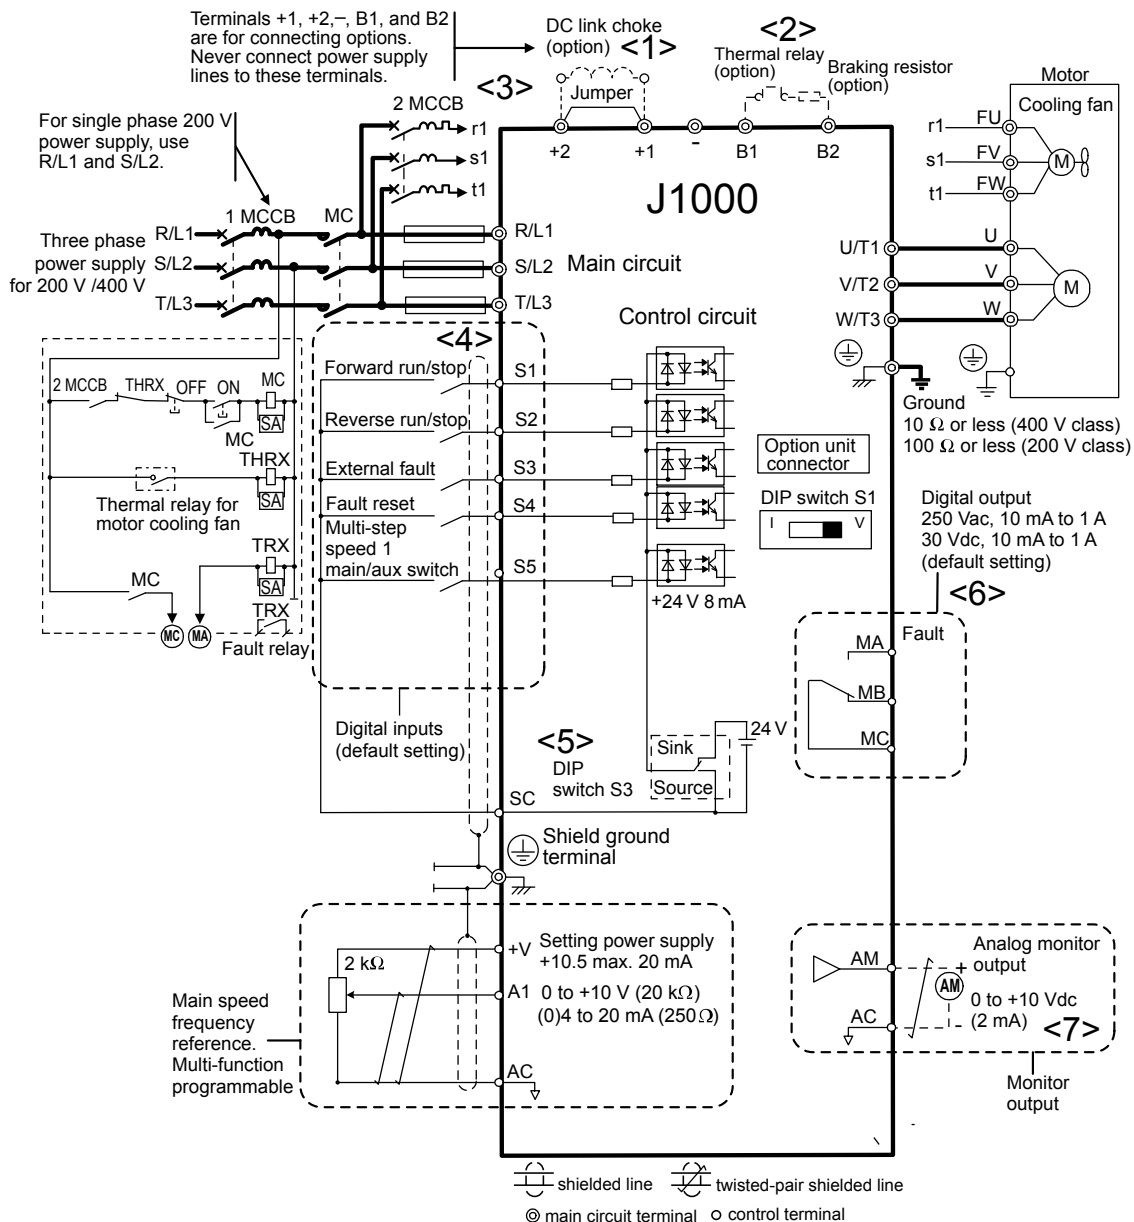 Terminals +1, +2,–, B1, and B2
are for connecting options.
Never connect power supply
lines to these terminals.
DC link choke
(option) <1>
Jumper
<2>
Thermal relay
(option)
Braking resistor
(option)
<3>
2 MCCB
r1
s1
t1
For single phase 200 V
power supply, use
R/L1 and S/L2.
+2
+1
–
B1
B2
J1000
Motor
Cooling fan
r1
FU
s1
FV
t1
FW
M
1 MCCB
MC
Three phase
power supply
for 200 V /400 V
R/L1
S/L2
T/L3
R/L1
S/L2
T/L3
Main circuit
Control circuit
U/T1
V/T2
W/T3
U
V
W
M
Ground
10 Ω or less (400 V class)
100 Ω or less (200 V class)
2 MCCB
THRX
OFF
ON
MC
SA
MC
THRX
SA
Thermal relay for
motor cooling fan
TRX
SA
MC
TRX
MC
MA
Fault relay
<4>
Forward run/stop
S1
Reverse run/stop
S2
External fault
S3
Fault reset
S4
Multi-step
speed 1
main/aux switch
S5
+24 V 8 mA
Option unit
connector
DIP switch S1
I
V
Digital output
250 Vac, 10 mA to 1 A
30 Vdc, 10 mA to 1 A
(default setting)
<6>
Fault
MA
MB
MC
Digital inputs
(default setting)
<5>
DIP
switch S3
Sink
Source
24 V
SC
Shield ground
terminal
Main speed
frequency
reference.
Multi-function
programmable
2 kΩ
+V
Setting power supply
+10.5 max. 20 mA
A1
0 to +10 V (20 kΩ)
(0)4 to 20 mA (250Ω)
AC
AM
AC
+
AM
-
Analog monitor
output
0 to +10 Vdc
(2 mA)
<7>
Monitor
output
shielded line
twisted-pair shielded line
main circuit terminal
control terminal